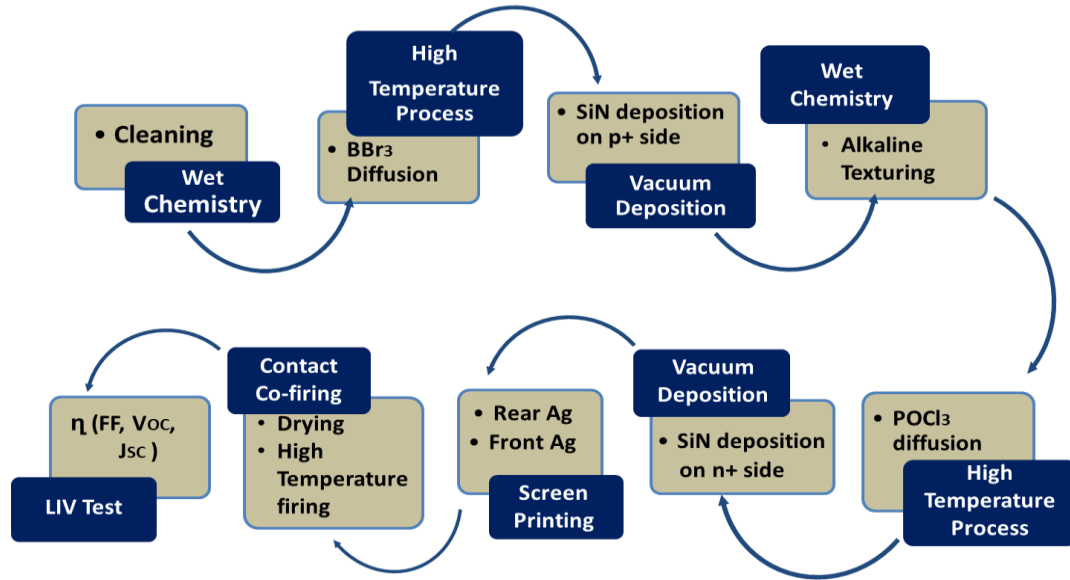 • Cleaning
Wet
Chemistry
High
Temperature
Process
• BBr₃
Diffusion
• SiN deposition
on p+ side
Vacuum
Deposition
Wet
Chemistry
• Alkaline
Texturing
• POCl₃
diffusion
High
Temperature
Process
Vacuum
Deposition
• SiN deposition
on n+ side
• Rear Ag
• Front Ag
Screen
Printing
Contact
Co-firing
• Drying
• High
Temperature
firing
η (FF, VOC,
JSC )
LIV Test